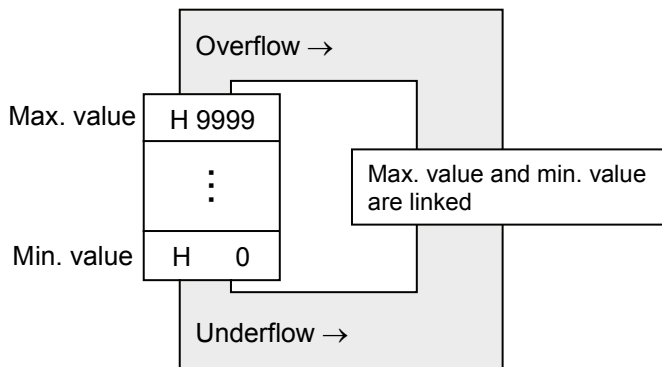 Overflow →
Max. value
H 9999
⋮
Max. value and min. value
are linked
Min. value
H 0
Underflow →